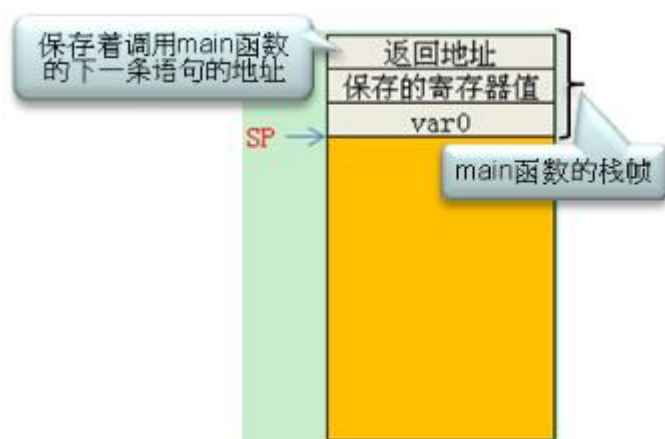 保存着调用main函数
的下一条语句的地址
返回地址
保存的寄存器值
var0
SP
main函数的栈帧